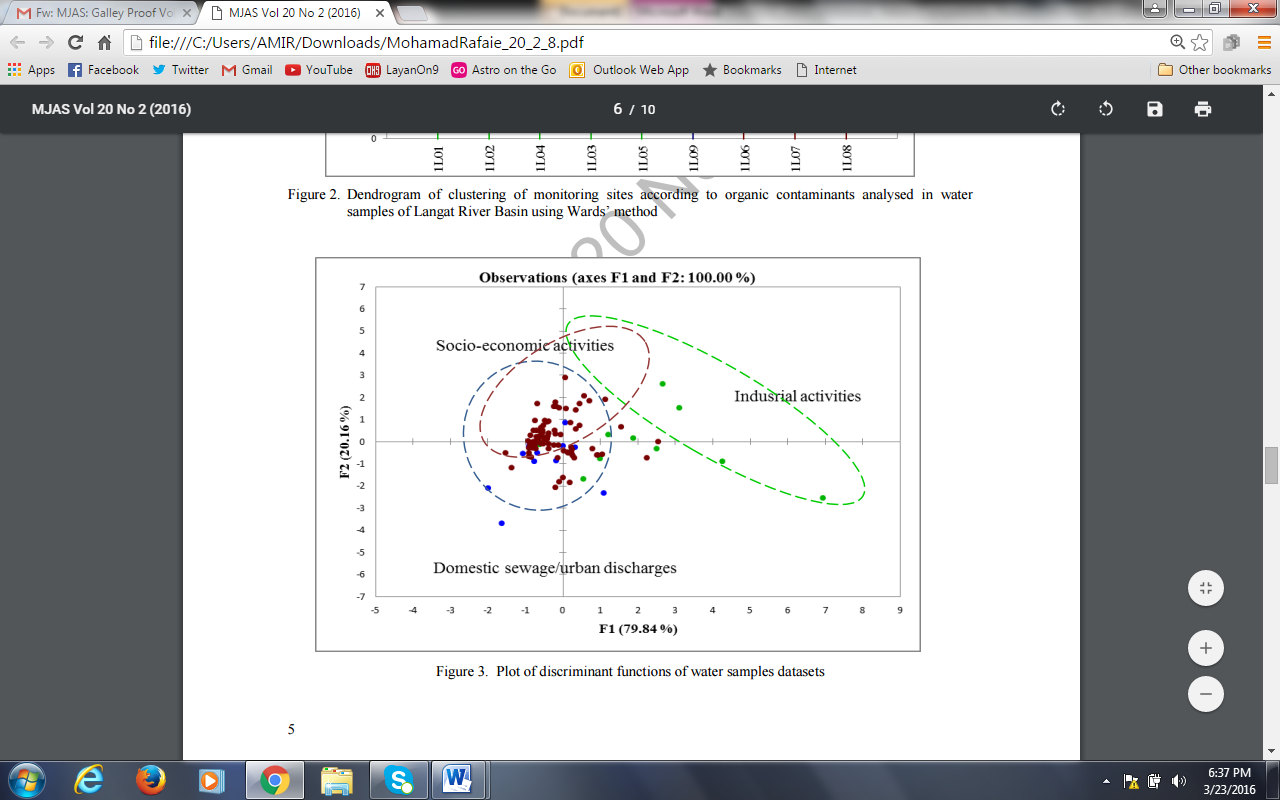 Fw: MJAS: Galley Proof Vo
MJAS Vol 20 No 2 (2016)
file:///C:/Users/AMIR/Downloads/MohamadRafaie_20_2_8.pdf
Apps Facebook Twitter Gmail YouTube LayanOn9 Astro on the Go Outlook Web App Bookmarks Internet Other bookmarks
MJAS Vol 20 No 2 (2016) 6 / 10
0
1L01 1L02 1L04 1L03 1L05 1L09 1L06 1L07 1L08
20
Figure 2. Dendrogram of clustering of monitoring sites according to organic contaminants analysed in water
samples of Langat River Basin using Wards' method
Observations (axes F1 and F2: 100.00 %)
7
6
5
Socio-economic activities
4
3
2
Indusrial activities
1
0
-1
-2
-3
-4
-5
Domestic sewage/urban discharges
-6
-7
F2 (20.16 %)
-5 -4 -3 -2 -1 0 1 2 3 4 5 6 7 8 9
F1 (79.84 %)
Figure 3. Plot of discriminant functions of water samples datasets
5
6:37 PM
3/23/2016